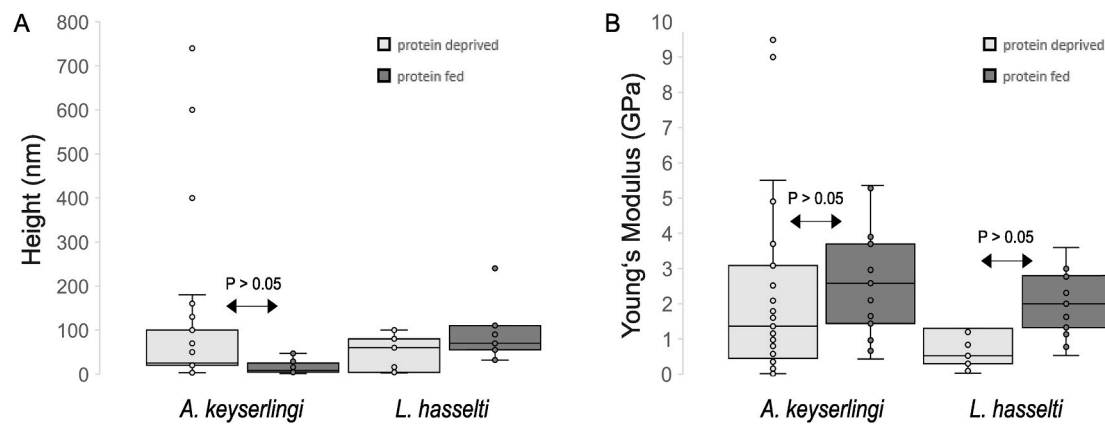 A
800
700
600
500
400
300
200
100
0
Height (nm)
protein deprived
protein fed
P > 0.05
A. keyserlingi
L. hasselti
B
10
9
8
7
6
5
4
3
2
1
0
Young‘s Modulus (GPa)
protein deprived
protein fed
P > 0.05
P > 0.05
A. keyserlingi
L. hasselti